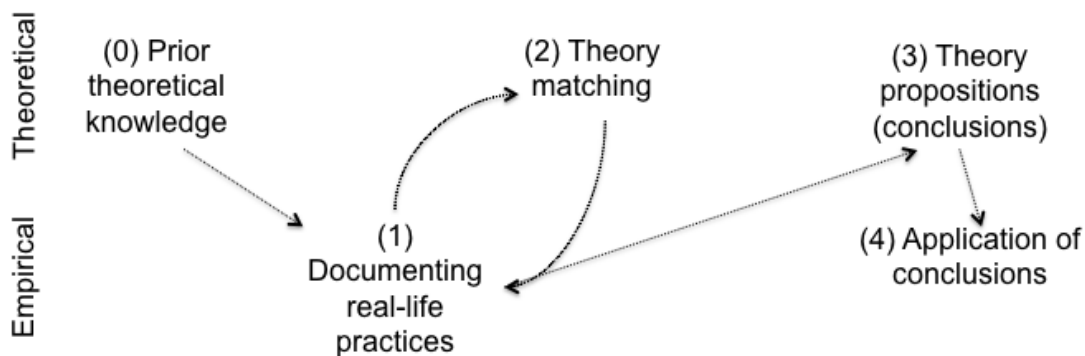 Theoretical
(0) Prior
theoretical
knowledge
(2) Theory
matching
(3) Theory
propositions
(conclusions)
Empirical
(1)
Documenting
real-life
practices
(4) Application of
conclusions